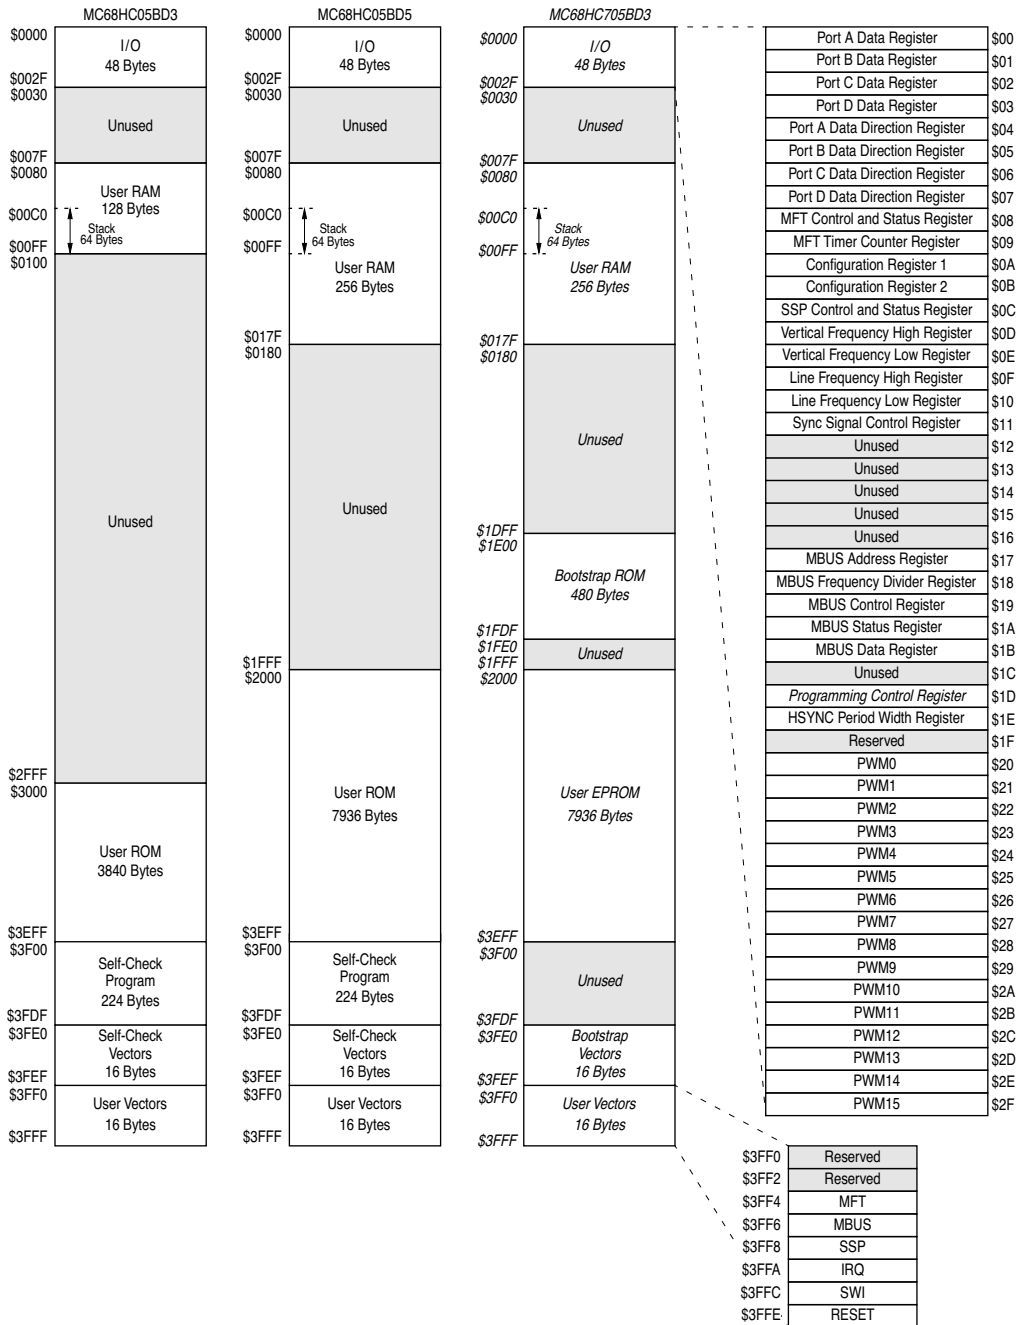 MC68HC05BD3
$0000
I/O
48 Bytes
$002F
$0030
Unused
$007F
$0080
User RAM
128 Bytes
$00C0
Stack
64 Bytes
$00FF
$0100
Unused
$2FFF
$3000
User ROM
3840 Bytes
$3EFF
$3F00
Self-Check
Program
224 Bytes
$3FDF
$3FE0
Self-Check
Vectors
16 Bytes
$3FEF
$3FF0
User Vectors
16 Bytes
$3FFF
MC68HC05BD5
$0000
I/O
48 Bytes
$002F
$0030
Unused
$007F
$0080
$00C0
Stack
64 Bytes
$00FF
User RAM
256 Bytes
$017F
$0180
Unused
$1FFF
$2000
User ROM
7936 Bytes
$3EFF
$3F00
Self-Check
Program
224 Bytes
$3FDF
$3FE0
Self-Check
Vectors
16 Bytes
$3FEF
$3FF0
User Vectors
16 Bytes
$3FFF
MC68HC705BD3
$0000
I/O
48 Bytes
$002F
$0030
Unused
$007F
$0080
$00C0
Stack
64 Bytes
$00FF
User RAM
256 Bytes
$017F
$0180
Unused
$1DFF
$1E00
Bootstrap ROM
480 Bytes
$1FDF
$1FE0
Unused
$1FFF
$2000
User EPROM
7936 Bytes
$3EFF
$3F00
Unused
$3FDF
$3FE0
Bootstrap
Vectors
16 Bytes
$3FEF
$3FF0
User Vectors
16 Bytes
$3FFF
Port A Data Register $00
Port B Data Register $01
Port C Data Register $02
Port D Data Register $03
Port A Data Direction Register $04
Port B Data Direction Register $05
Port C Data Direction Register $06
Port D Data Direction Register $07
MFT Control and Status Register $08
MFT Timer Counter Register $09
Configuration Register 1 $0A
Configuration Register 2 $0B
SSP Control and Status Register $0C
Vertical Frequency High Register $0D
Vertical Frequency Low Register $0E
Line Frequency High Register $0F
Line Frequency Low Register $10
Sync Signal Control Register $11
Unused $12
Unused $13
Unused $14
Unused $15
Unused $16
MBUS Address Register $17
MBUS Frequency Divider Register $18
MBUS Control Register $19
MBUS Status Register $1A
MBUS Data Register $1B
Unused $1C
Programming Control Register $1D
HSYNC Period Width Register $1E
Reserved $1F
PWM0 $20
PWM1 $21
PWM2 $22
PWM3 $23
PWM4 $24
PWM5 $25
PWM6 $26
PWM7 $27
PWM8 $28
PWM9 $29
PWM10 $2A
PWM11 $2B
PWM12 $2C
PWM13 $2D
PWM14 $2E
PWM15 $2F
$3FF0 Reserved
$3FF2 Reserved
$3FF4 MFT
$3FF6 MBUS
$3FF8 SSP
$3FFA IRQ
$3FFC SWI
$3FFE RESET